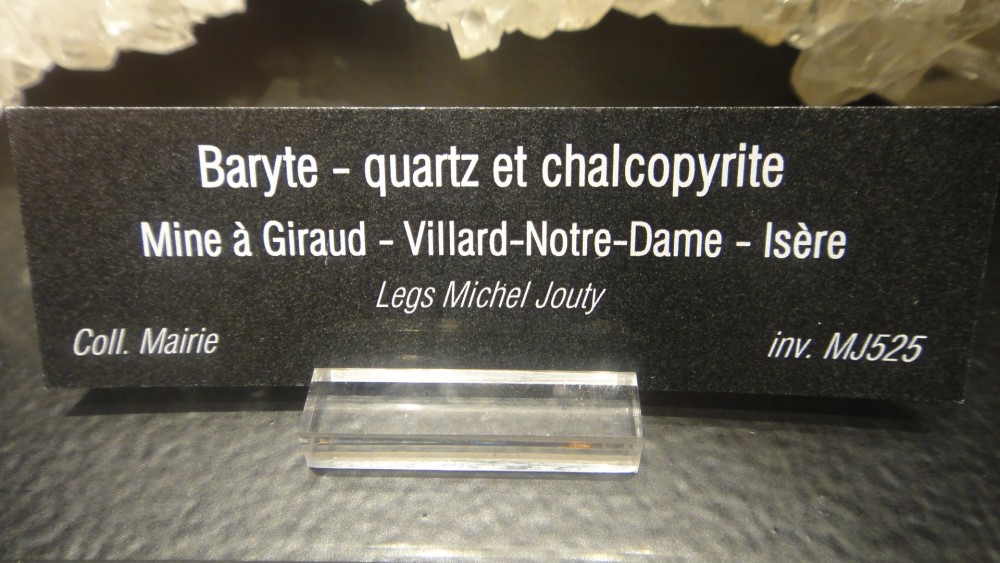 Baryte - quartz et chalcopyrite
Mine à Giraud - Villard-Notre-Dame - Isère
Legs Michel Jouty
Coll. Mairie inv. MJ525